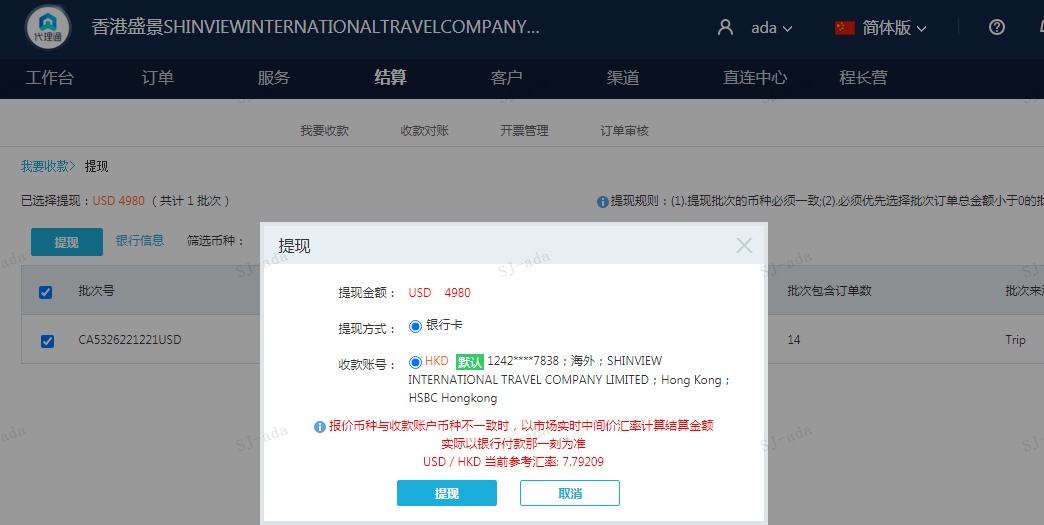 代理通
香港盛景SHINVIEWINTERNATIONALTRAVELCOMPANY...
ada
简体版
工作台 订单 服务 结算 客户 渠道 直连中心 程长营
我要收款 收款对账 开票管理 订单审核
我要收款> 提现
已选择提现：USD 4980 （ 共计 1 批次 ）
提现规则：(1).提现批次的币种必须一致;(2).必须优先选择批次订单总金额小于0的批
提现 银行信息 筛选币种：
批次号 批次包含订单数 批次来
CA5326221221USD 14 Trip
提现
提现金额： USD 4980
提现方式： 银行卡
收款账号： HKD 默认 1242****7838；海外；SHINVIEW
INTERNATIONAL TRAVEL COMPANY LIMITED；Hong Kong；
HSBC Hongkong
报价币种与收款账户币种不一致时，以市场实时中间价汇率计算结算金额
实际以银行付款那一刻为准
USD / HKD 当前参考汇率: 7.79209
提现 取消
SJ-ada
SJ-ada
SJ-ada
SJ-ada
SJ-ada